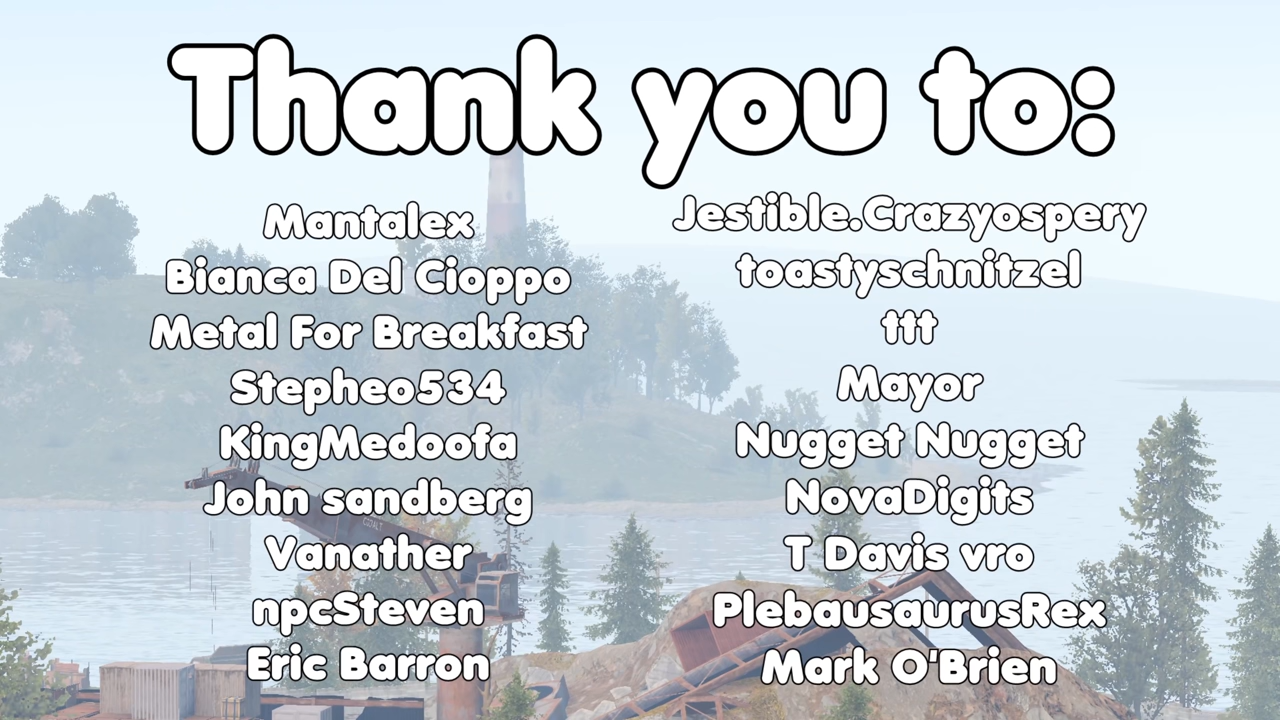 Thank you to:
Mantalex
Bianca Del Cioppo
Metal For Breakfast
Stepheo534
KingMedoofa
John sandberg
Vanather
npcSteven
Eric Barron
Jestible.Crazyospery
toastyschnitzel
ttt
Mayor
Nugget Nugget
NovaDigits
T Davis vro
PlebausaurusRex
Mark O'Brien
COBALT